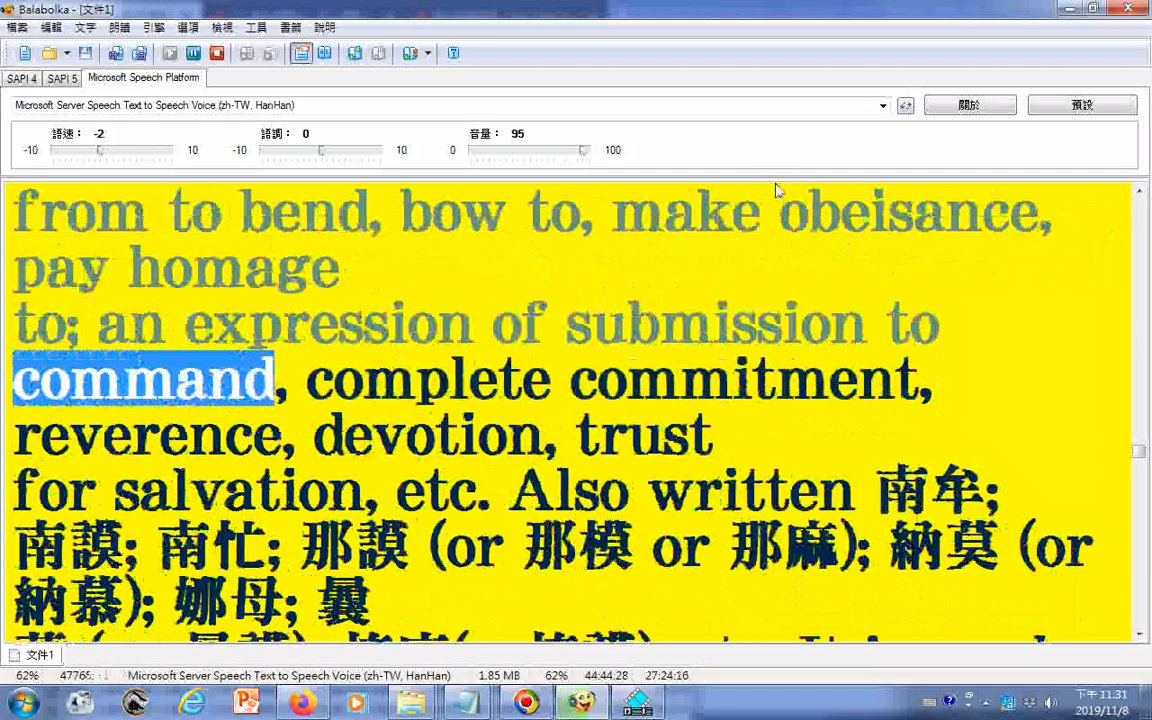 Balabolka - [文件1]
檔案 編輯 文字 朗讀 引擎 選項 檢視 工具 書籤 說明
SAPI 4 SAPI 5 Microsoft Speech Platform
Microsoft Server Speech Text to Speech Voice (zh-TW, HanHan) 關於 預設
語速： -2 語調： 0 音量： 95
-10 10 -10 10 0 100
from to bend, bow to, make obeisance,
pay homage
to; an expression of submission to
command, complete commitment,
reverence, devotion, trust
for salvation, etc. Also written 南牟;
南謨; 南忙; 那謨 (or 那模 or 那麻); 納莫 (or
納慕); 娜母; 曩
文件1
62% Microsoft Server Speech Text to Speech Voice (zh-TW, HanHan) 1.85 MB 62% 44:44:28 27:24:16
下午 11:31
2019/11/8